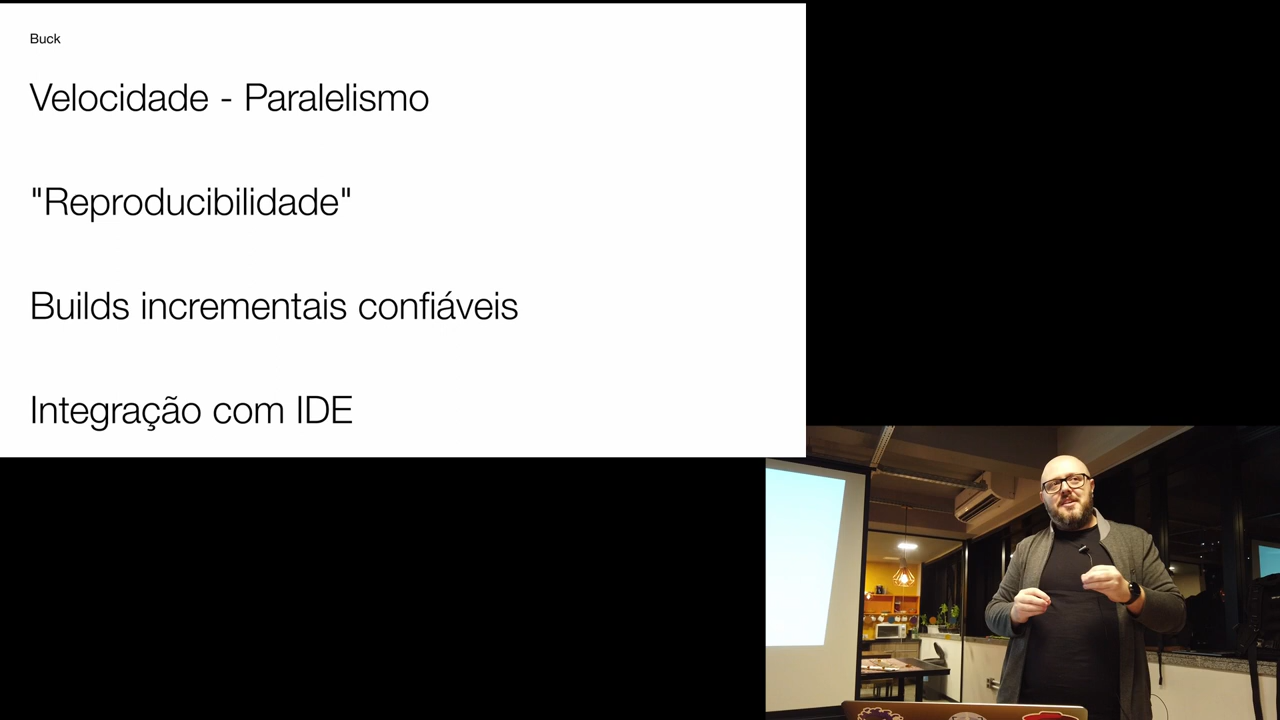 Buck
Velocidade - Paralelismo
"Reproducibilidade"
Builds incrementais confiáveis
Integração com IDE